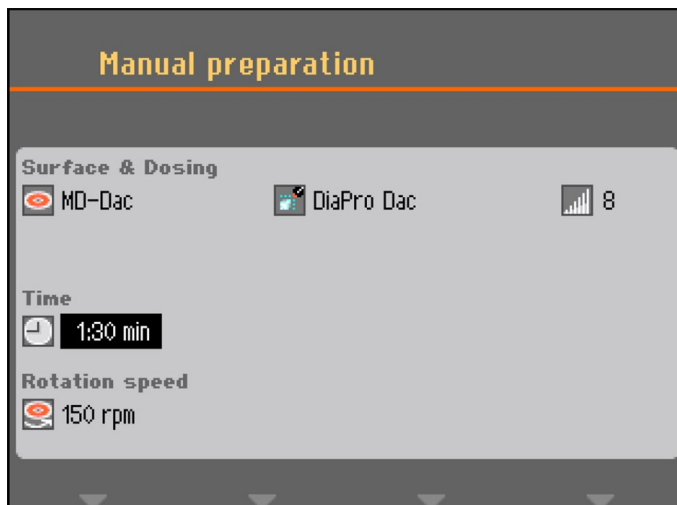 Manual preparation
Surface & Dosing
MD-Dac DiaPro Dac 8
Time
1:30 min
Rotation speed
150 rpm